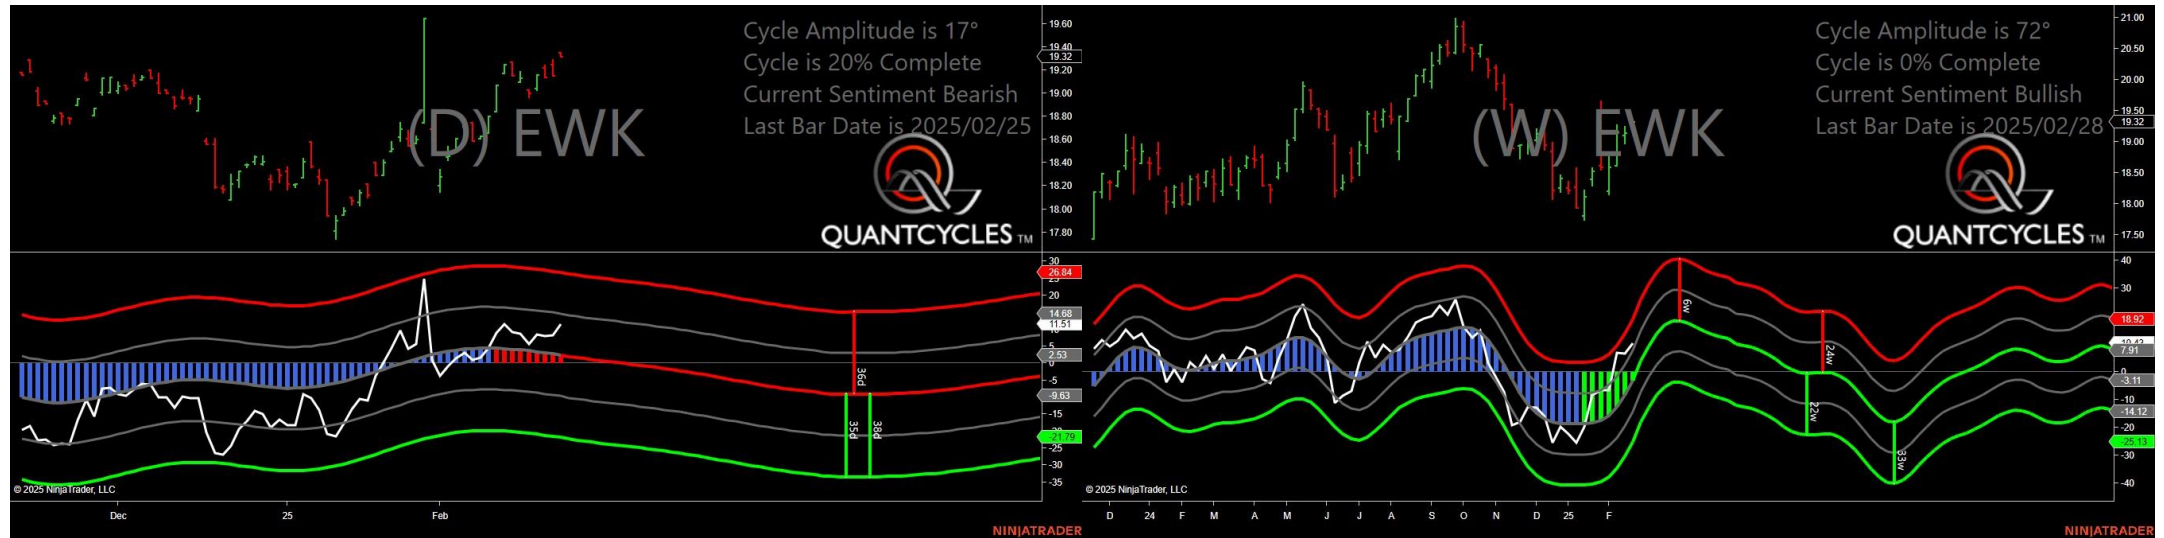 Cycle Amplitude is 17°
Cycle is 20% Complete
Current Sentiment Bearish
Last Bar Date is 2025/02/25
(D) EWK
QUANTCYCLES TM
19.60
19.40
19.32
19.20
19.00
18.80
18.60
18.40
18.20
18.00
17.80
30
26.84
20
14.68
11.51
10
5
2.53
0
-5
-9.63
-15
-21.79
-25
-30
-35
36d
35d
38d
© 2025 NinjaTrader, LLC
Dec
25
Feb
NINJATRADER
Cycle Amplitude is 72°
Cycle is 0% Complete
Current Sentiment Bullish
Last Bar Date is 2025/02/28
(W) EWK
QUANTCYCLES TM
21.00
20.50
20.00
19.50
19.32
19.00
18.50
18.00
17.50
40
30
18.92
7.91
0
-3.11
-10
-14.12
-20
-25.13
-30
-40
6w
24w
22w
33w
© 2025 NinjaTrader, LLC
D 24 F M A M J J A S O N D 25 F
NINJATRADER